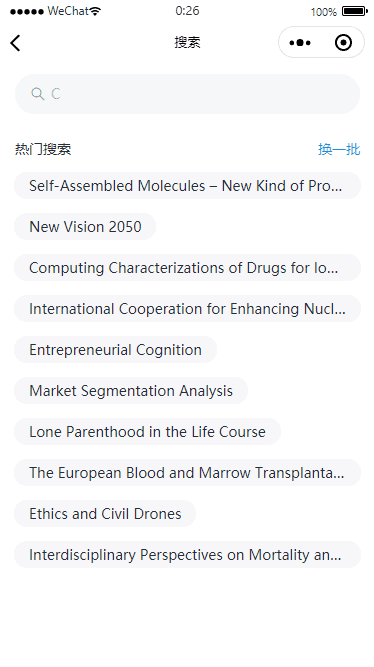 WeChat 0:26 100%
搜索
C
热门搜索 换一批
Self-Assembled Molecules – New Kind of Pro...
New Vision 2050
Computing Characterizations of Drugs for Io...
International Cooperation for Enhancing Nucl...
Entrepreneurial Cognition
Market Segmentation Analysis
Lone Parenthood in the Life Course
The European Blood and Marrow Transplanta...
Ethics and Civil Drones
Interdisciplinary Perspectives on Mortality an...